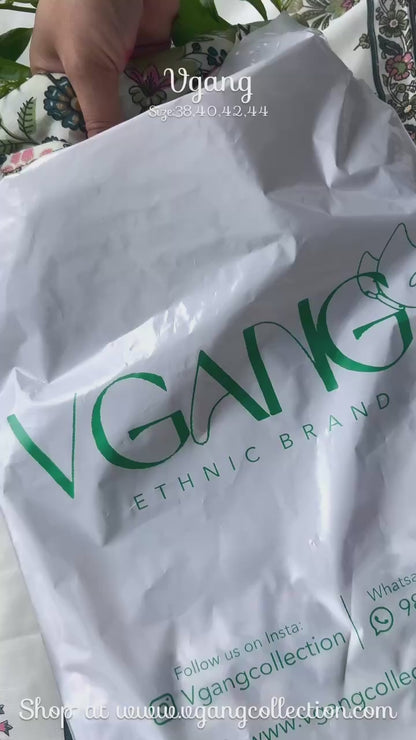 Vgang
Size:38,40,42,44
VGANG
ETHNIC BRAND
Follow us on Insta:
Vgangcollection
98
Shop at www.vgangcollection.com